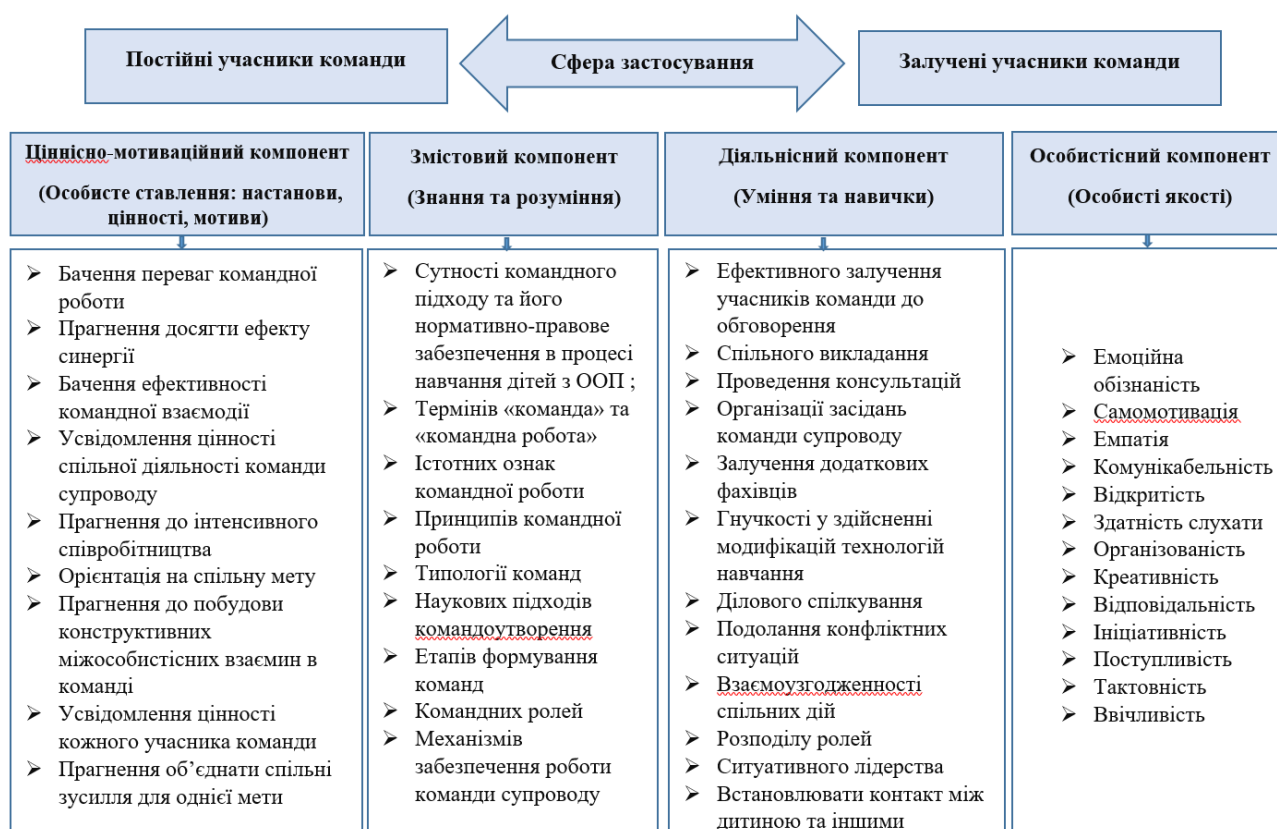 Постійні учасники команди
Сфера застосування
Залучені учасники команди
Ціннісно-мотиваційний компонент
(Особисте ставлення: настанови,
цінності, мотиви)
Змістовий компонент
(Знання та розуміння)
Діяльнісний компонент
(Уміння та навички)
Особистісний компонент
(Особисті якості)
➢ Бачення переваг командної
роботи
➢ Прагнення досягти ефекту
синергії
➢ Бачення ефективності
командної взаємодії
➢ Усвідомлення цінності
спільної діяльності команди
супроводу
➢ Прагнення до інтенсивного
співробітництва
➢ Орієнтація на спільну мету
➢ Прагнення до побудови
конструктивних
міжособистісних взаємин в
команді
➢ Усвідомлення цінності
кожного учасника команди
➢ Прагнення об’єднати спільні
зусилля для однієї мети
➢ Сутності командного
підходу та його
нормативно-правове
забезпечення в процесі
навчання дітей з ООП ;
➢ Термінів «команда» та
«командна робота»
➢ Істотних ознак
командної роботи
➢ Принципів командної
роботи
➢ Типології команд
➢ Наукових підходів
командоутворення
➢ Етапів формування
команд
➢ Командних ролей
➢ Механізмів
забезпечення роботи
команди супроводу
➢ Ефективного залучення
учасників команди до
обговорення
➢ Спільного викладання
➢ Проведення консультацій
➢ Організації засідань
команди супроводу
➢ Залучення додаткових
фахівців
➢ Гнучкості у здійсненні
модифікацій технологій
навчання
➢ Ділового спілкування
➢ Подолання конфліктних
ситуацій
➢ Взаємоузгодженності
спільних дій
➢ Розподілу ролей
➢ Ситуативного лідерства
➢ Встановлювати контакт між
дитиною та іншими
➢ Емоційна
обізнаність
➢ Самомотивація
➢ Емпатія
➢ Комунікабельність
➢ Відкритість
➢ Здатність слухати
➢ Організованість
➢ Креативність
➢ Відповідальність
➢ Ініціативність
➢ Поступливість
➢ Тактовність
➢ Ввічливість